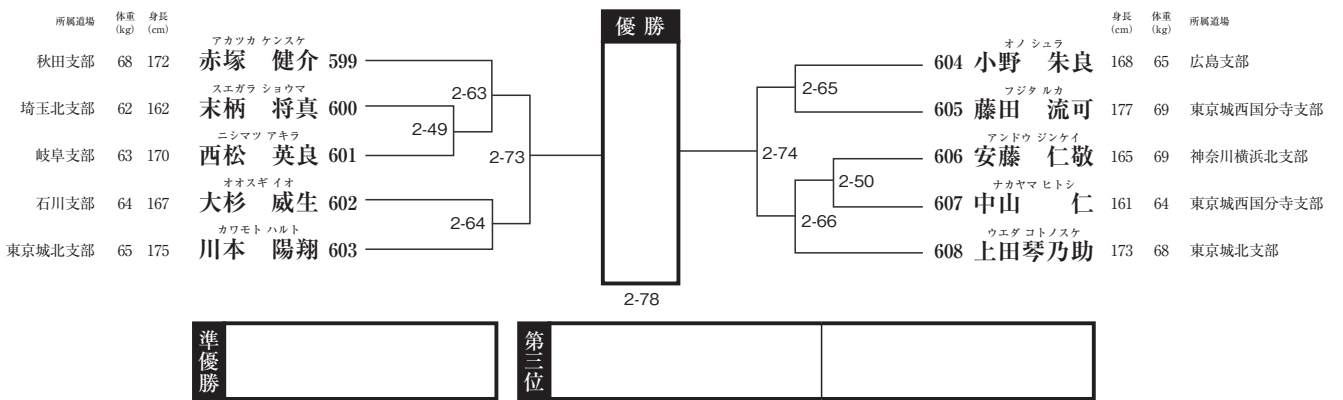 所属道場 体重(kg) 身長(cm)
優勝
身長(cm) 体重(kg) 所属道場
アカツカ ケンスケ
秋田支部 68 172 赤塚 健介 599
スエガラ ショウマ
埼玉北支部 62 162 末柄 将真 600
ニシマツ アキラ
岐阜支部 63 170 西松 英良 601
オオスギ イオ
石川支部 64 167 大杉 威生 602
カワモト ハルト
東京城北支部 65 175 川本 陽翔 603
2-63
2-49
2-73
2-64
オノ シュラ
604 小野 朱良 168 65 広島支部
フジタ ルカ
605 藤田 流可 177 69 東京城西国分寺支部
アンドウ ジンケイ
606 安藤 仁敬 165 69 神奈川横浜北支部
ナカヤマ ヒトシ
607 中山 仁 161 64 東京城西国分寺支部
ウエダ コトノスケ
608 上田琴乃助 173 68 東京城北支部
2-65
2-74
2-50
2-66
2-78
準優勝
第三位